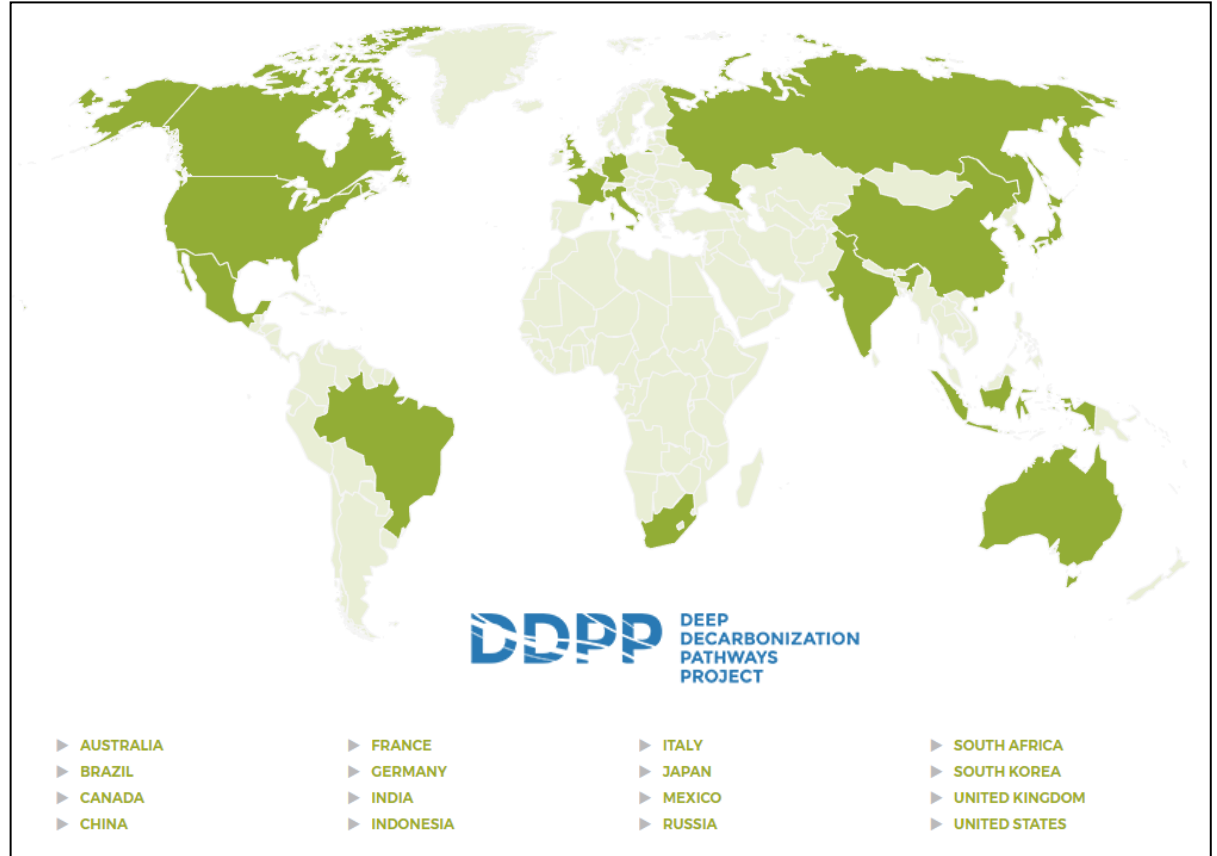 DDPP
DEEP
DECARBONIZATION
PATHWAYS
PROJECT
AUSTRALIA
BRAZIL
CANADA
CHINA
FRANCE
GERMANY
INDIA
INDONESIA
ITALY
JAPAN
MEXICO
RUSSIA
SOUTH AFRICA
SOUTH KOREA
UNITED KINGDOM
UNITED STATES